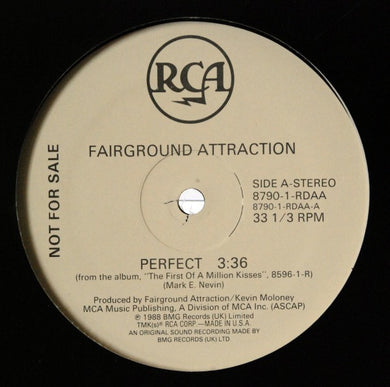 RCA
FAIRGROUND ATTRACTION
NOT FOR SALE
SIDE A-STEREO
8790-1-RDAA
8790-1-RDAA-A
33 1/3 RPM
PERFECT 3:36
(from the album, "The First Of A Million Kisses", 8596-1-R)
(Mark E. Nevin)
Produced by Fairground Attraction/Kevin Moloney
MCA Music Publishing, A Division of MCA Inc. (ASCAP)
℗ 1988 BMG Records (UK) Limited
TMK(s)® RCA CORP.—MADE IN U.S.A.
AN ORIGINAL SOUND RECORDING MADE BY
BMG RECORDS (UK) LTD